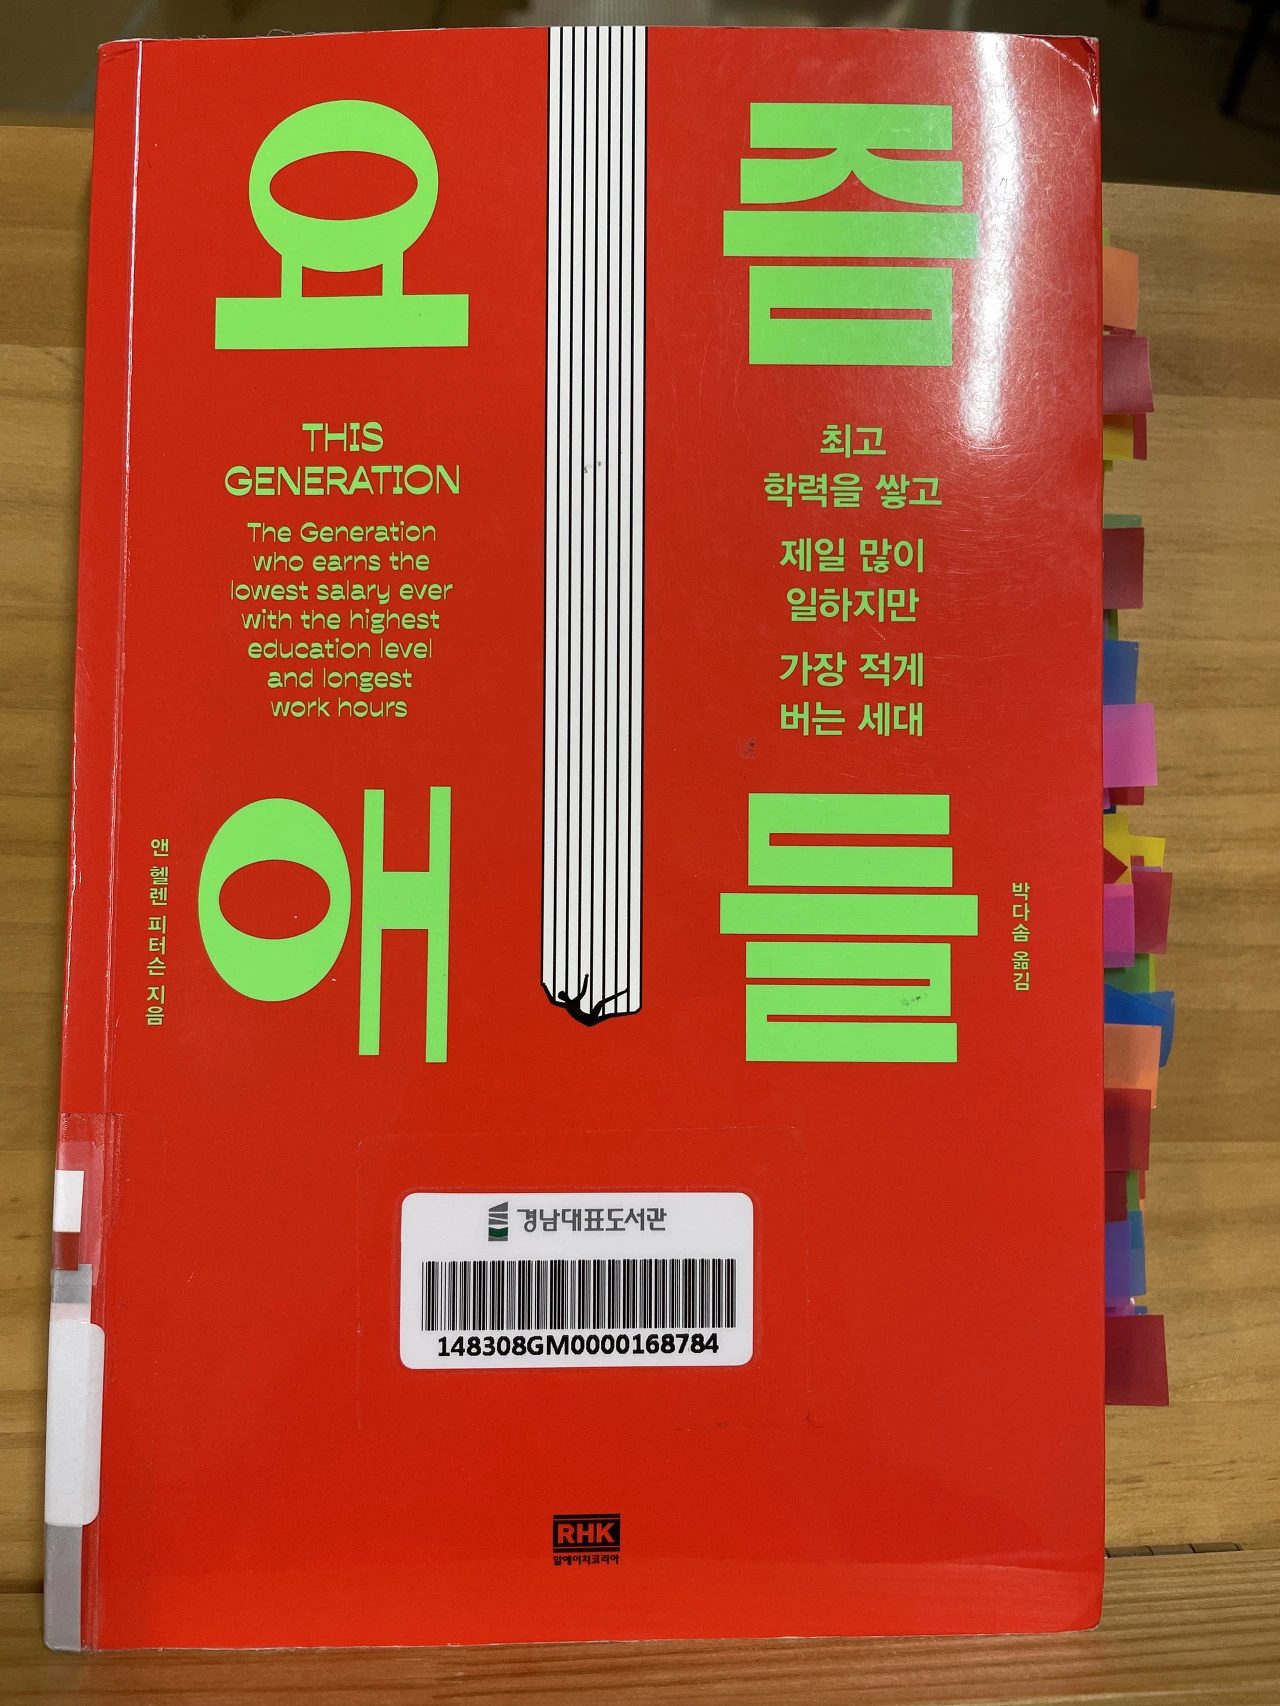 요즘
THIS
GENERATION
The Generation
who earns the
lowest salary ever
with the highest
education level
and longest
work hours
최고
학력을 쌓고
제일 많이
일하지만
가장 적게
버는 세대
애들
앤 헬렌 피터슨 지음
박다솜 옮김
경남대표도서관
148308GM0000168784
RHK
알에이치코리아